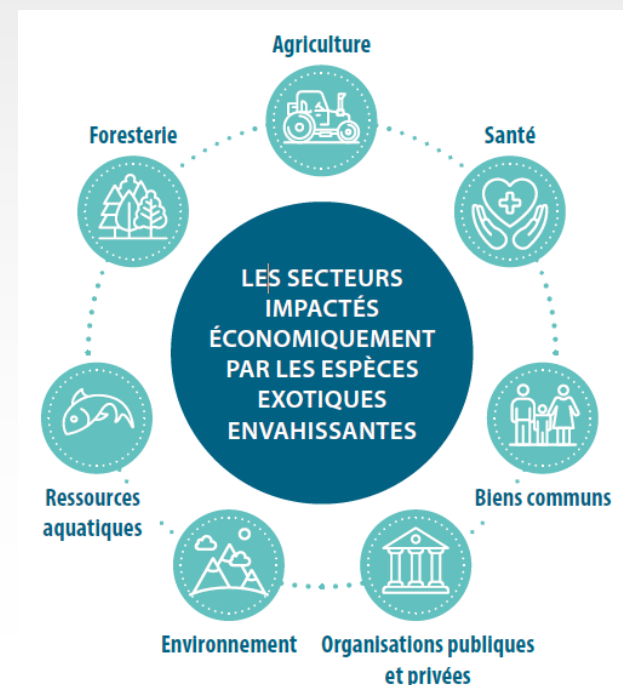 Agriculture
Foresterie
Santé
LES SECTEURS
IMPACTÉS
ÉCONOMIQUEMENT
PAR LES ESPÈCES
EXOTIQUES
ENVAHISSANTES
Ressources
aquatiques
Biens communs
Environnement
Organisations publiques
et privées